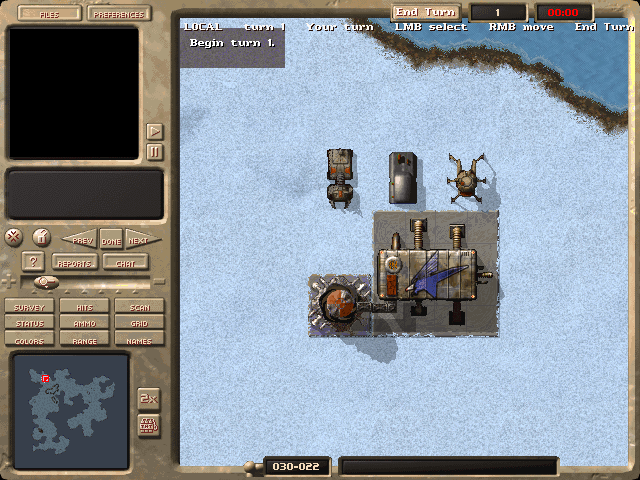 FILES PREFERENCES End Turn 1 00:00
LOCAL turn 1 Your turn LMB select RMB move End Turn
Begin turn 1.
PREV DONE NEXT
? REPORTS CHAT
SURVEY HITS SCAN
STATUS AMMO GRID
COLORS RANGE NAMES
2x
030-022